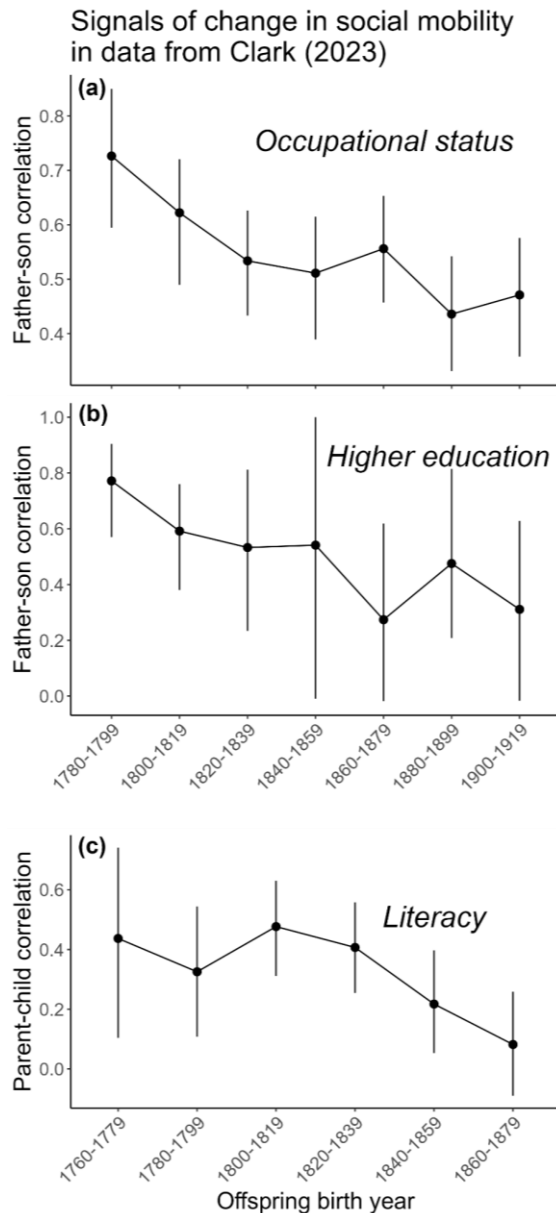 Signals of change in social mobility
in data from Clark (2023)
(a)
Occupational status
Father-son correlation
0.8
0.7
0.6
0.5
0.4
(b)
Higher education
Father-son correlation
1.0
0.8
0.6
0.4
0.2
0.0
1780-1799
1800-1819
1820-1839
1840-1859
1860-1879
1880-1899
1900-1919
(c)
Literacy
Parent-child correlation
0.6
0.4
0.2
0.0
1760-1779
1780-1799
1800-1819
1820-1839
1840-1859
1860-1879
Offspring birth year